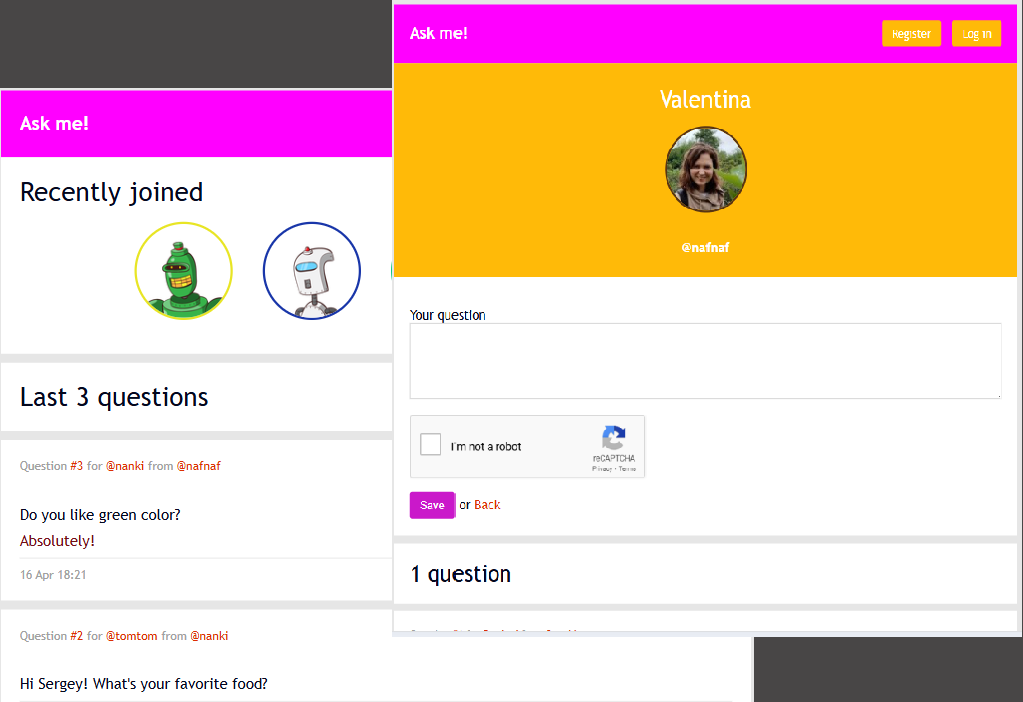 Ask me!
Recently joined
Last 3 questions
Question #3 for @nanki from @nafnaf
Do you like green color?
Absolutely!
16 Apr 18:21
Question #2 for @tomtom from @nanki
Hi Sergey! What's your favorite food?
Ask me!
Register
Log in
Valentina
@nafnaf
Your question
I'm not a robot
reCAPTCHA
Privacy - Terms
Save or Back
1 question